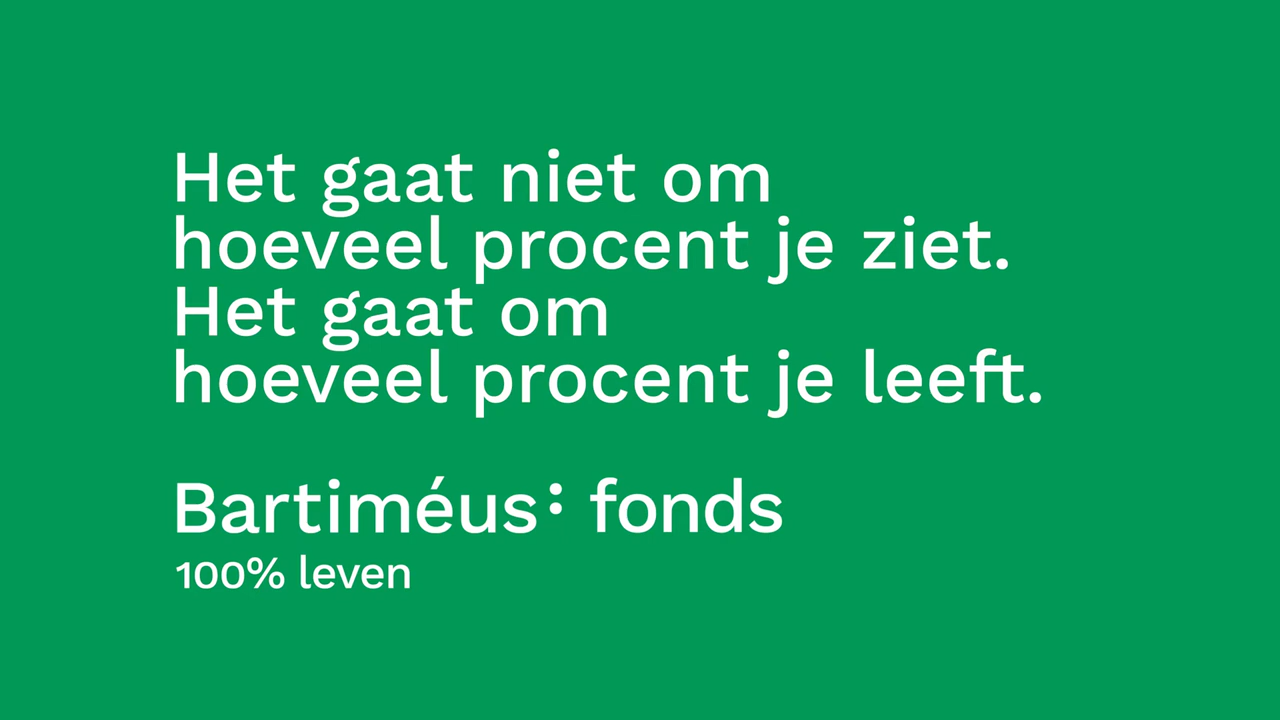 Het gaat niet om
hoeveel procent je ziet.
Het gaat om
hoeveel procent je leeft.
Bartiméus: fonds
100% leven